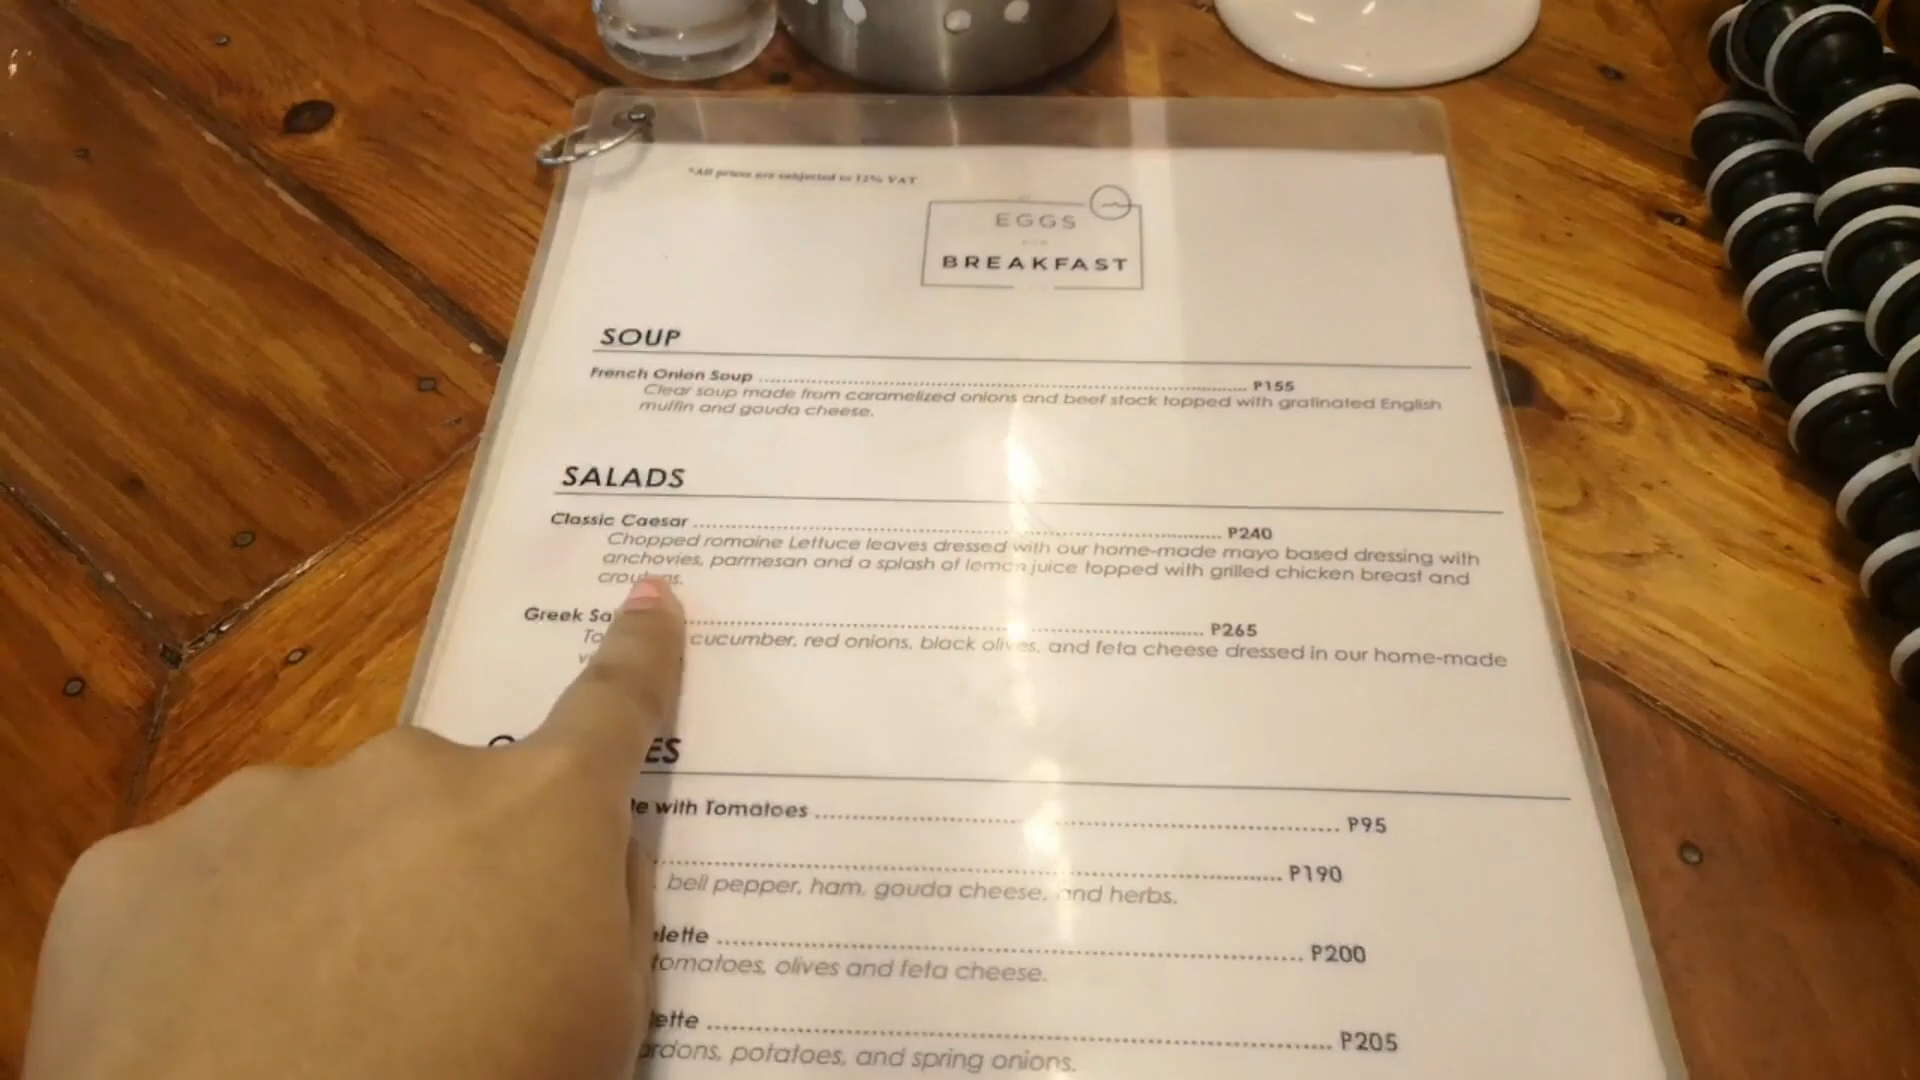 *All prices are subjected to 12% VAT
EGGS
BREAKFAST
SOUP
French Onion Soup ........ P155
Clear soup made from caramelized onions and beef stock topped with gratinated English
muffin and gouda cheese.
SALADS
Classic Caesar ........ P240
Chopped romaine Lettuce leaves dressed with our home-made mayo based dressing with
anchovies, parmesan and a splash of lemon juice topped with grilled chicken breast and
Greek ........ P265
cucumber, red onions, black olives, and feta cheese dressed in our home-made
with Tomatoes ........ P95
P190
bell pepper, ham, gouda cheese, and herbs.
P200
tomatoes, olives and feta cheese.
P205
potatoes, and spring onions.